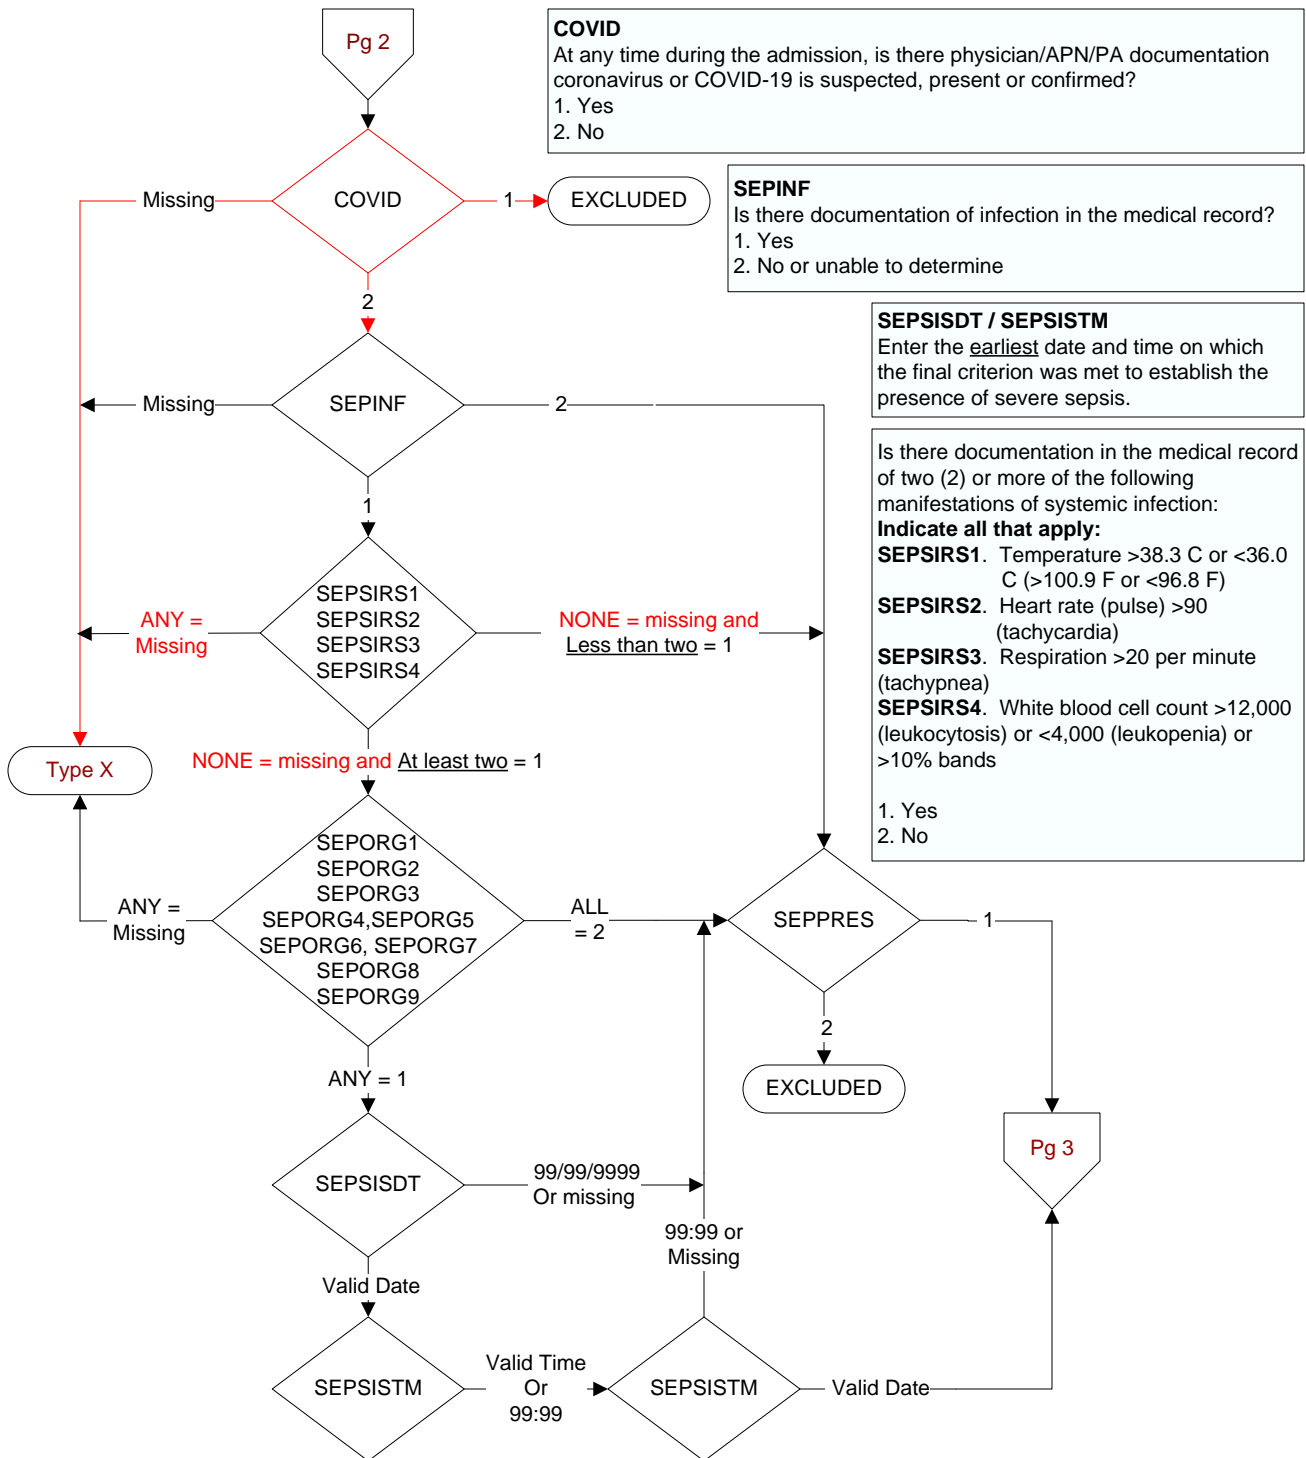 Pg 2
COVID
At any time during the admission, is there physician/APN/PA documentation
coronavirus or COVID-19 is suspected, present or confirmed?
1. Yes
2. No
Missing
COVID
1
EXCLUDED
SEPINF
Is there documentation of infection in the medical record?
1. Yes
2. No or unable to determine
2
SEPSISDT / SEPSISTM
Enter the earliest date and time on which
the final criterion was met to establish the
presence of severe sepsis.
Missing
SEPINF
2
1
Is there documentation in the medical record
of two (2) or more of the following
manifestations of systemic infection:
Indicate all that apply:
SEPSIRS1. Temperature >38.3 C or <36.0
C (>100.9 F or <96.8 F)
SEPSIRS2. Heart rate (pulse) >90
(tachycardia)
SEPSIRS3. Respiration >20 per minute
(tachypnea)
SEPSIRS4. White blood cell count >12,000
(leukocytosis) or <4,000 (leukopenia) or
>10% bands
1. Yes
2. No
ANY =
Missing
SEPSIRS1
SEPSIRS2
SEPSIRS3
SEPSIRS4
NONE = missing and
Less than two = 1
Type X
NONE = missing and At least two = 1
ANY =
Missing
SEPORG1
SEPORG2
SEPORG3
SEPORG4,SEPORG5
SEPORG6, SEPORG7
SEPORG8
SEPORG9
ALL
= 2
SEPPRES
1
2
EXCLUDED
ANY = 1
Pg 3
SEPSISDT
99/99/9999
Or missing
99:99 or
Missing
Valid Date
SEPSISTM
Valid Time
Or
99:99
SEPSISTM
Valid Date